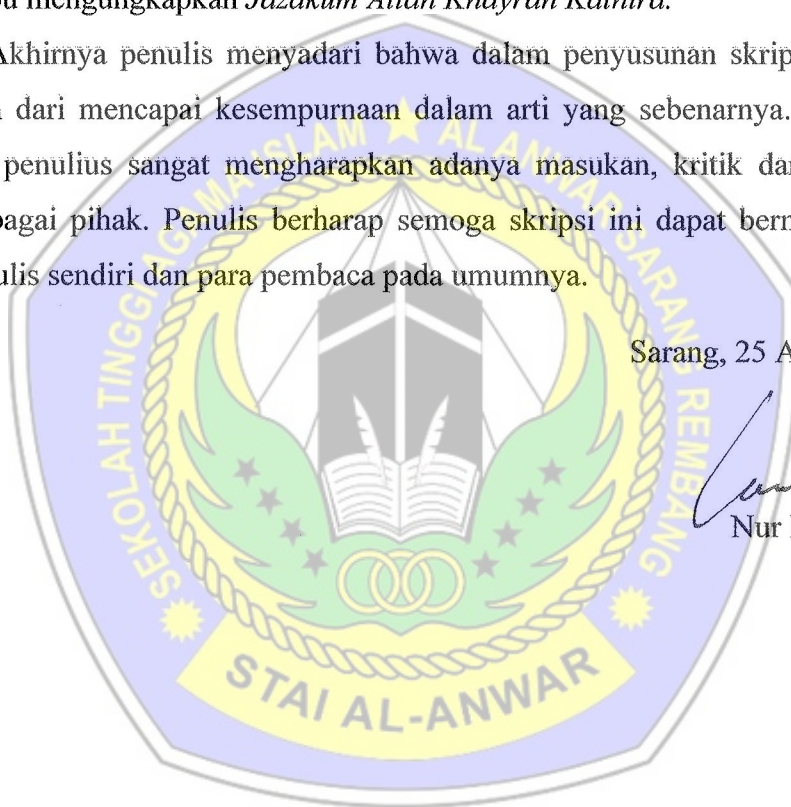 mengungkapkan Jazakum Allah Khayran Kathira.
Akhirnya penulis menyadari bahwa dalam penyusunan skrip
dari mencapai kesempurnaan dalam arti yang sebenarnya.
penulius sangat mengharapkan adanya masukan, kritik dan
bagai pihak. Penulis berharap semoga skripsi ini dapat berm
ulis sendiri dan para pembaca pada umumnya.
Sarang, 25 A
Nur
SEKOLAH TINGGI AGAMA ISLAM ★ AL ANWAR SARANG REMBANG
STAI AL-ANWAR